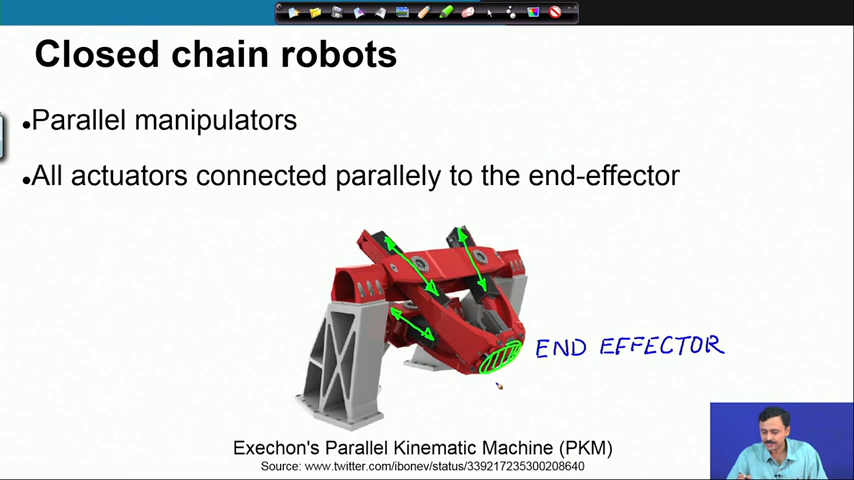 Closed chain robots
•Parallel manipulators
•All actuators connected parallely to the end-effector
END EFFECTOR
Exechon's Parallel Kinematic Machine (PKM)
Source: www.twitter.com/ibonev/status/339217235300208640